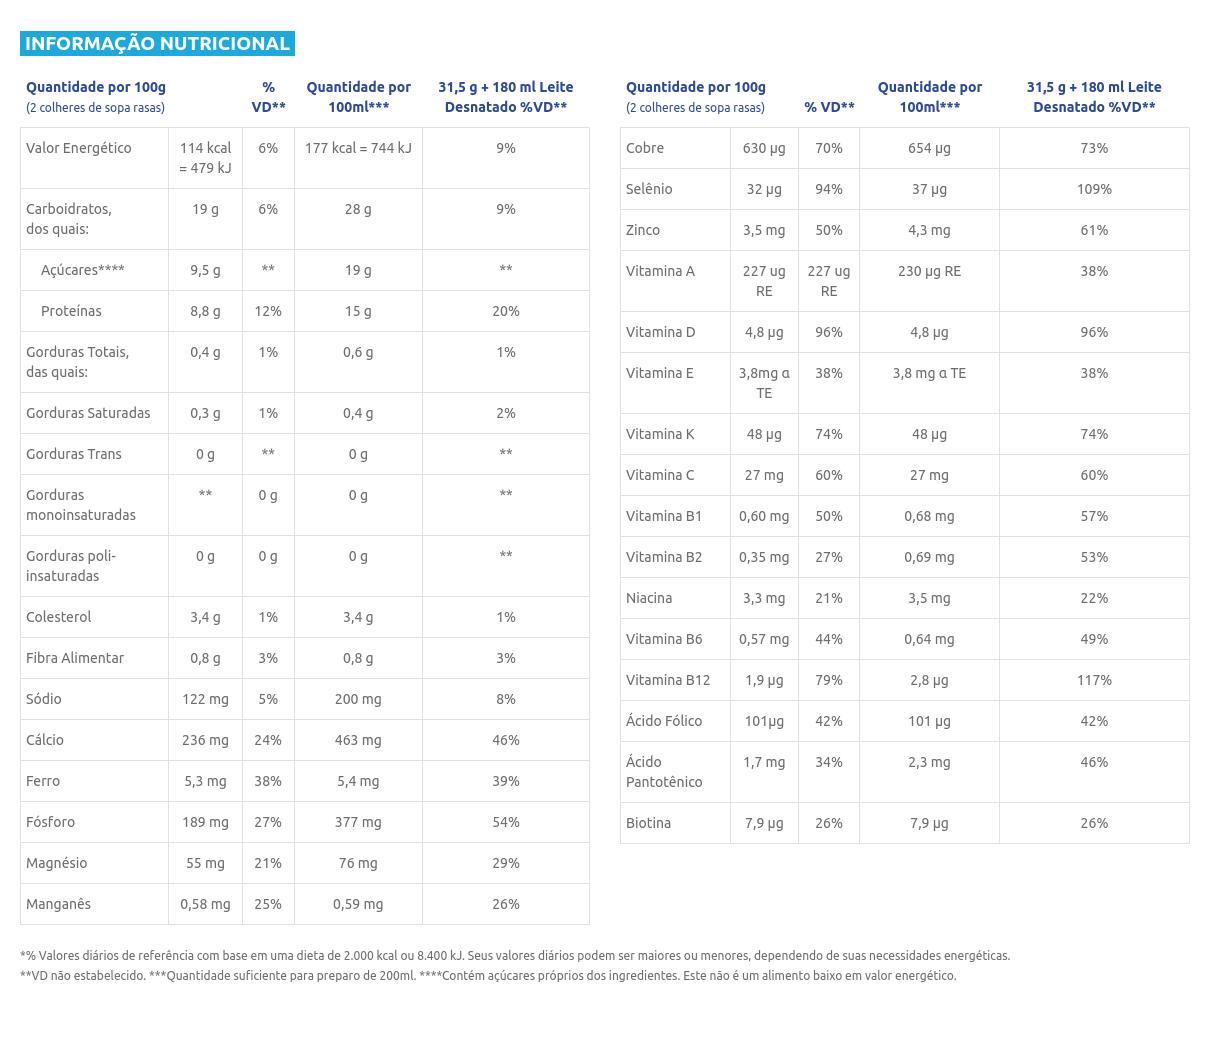 INFORMAÇÃO NUTRICIONAL
Quantidade por 100g
(2 colheres de sopa rasas)
%
VD**
Quantidade por
100ml***
31,5 g + 180 ml Leite
Desnatado %VD**
Valor Energético 114 kcal 6% 177 kcal = 744 kJ 9%
= 479 kJ
Carboidratos, 19 g 6% 28 g 9%
dos quais:
Açúcares**** 9,5 g ** 19 g **
Proteínas 8,8 g 12% 15 g 20%
Gorduras Totais, 0,4 g 1% 0,6 g 1%
das quais:
Gorduras Saturadas 0,3 g 1% 0,4 g 2%
Gorduras Trans 0 g ** 0 g **
Gorduras ** 0 g 0 g **
monoinsaturadas
Gorduras poli- 0 g 0 g 0 g **
insaturadas
Colesterol 3,4 g 1% 3,4 g 1%
Fibra Alimentar 0,8 g 3% 0,8 g 3%
Sódio 122 mg 5% 200 mg 8%
Cálcio 236 mg 24% 463 mg 46%
Ferro 5,3 mg 38% 5,4 mg 39%
Fósforo 189 mg 27% 377 mg 54%
Magnésio 55 mg 21% 76 mg 29%
Manganês 0,58 mg 25% 0,59 mg 26%
Quantidade por 100g
(2 colheres de sopa rasas)
% VD**
Quantidade por
100ml***
31,5 g + 180 ml Leite
Desnatado %VD**
Cobre 630 µg 70% 654 µg 73%
Selênio 32 µg 94% 37 µg 109%
Zinco 3,5 mg 50% 4,3 mg 61%
Vitamina A 227 ug 227 ug 230 µg RE 38%
RE RE
Vitamina D 4,8 µg 96% 4,8 µg 96%
Vitamina E 3,8mg α 38% 3,8 mg α TE 38%
TE
Vitamina K 48 µg 74% 48 µg 74%
Vitamina C 27 mg 60% 27 mg 60%
Vitamina B1 0,60 mg 50% 0,68 mg 57%
Vitamina B2 0,35 mg 27% 0,69 mg 53%
Niacina 3,3 mg 21% 3,5 mg 22%
Vitamina B6 0,57 mg 44% 0,64 mg 49%
Vitamina B12 1,9 µg 79% 2,8 µg 117%
Ácido Fólico 101µg 42% 101 µg 42%
Ácido 1,7 mg 34% 2,3 mg 46%
Pantotênico
Biotina 7,9 µg 26% 7,9 µg 26%
*% Valores diários de referência com base em uma dieta de 2.000 kcal ou 8.400 kJ. Seus valores diários podem ser maiores ou menores, dependendo de suas necessidades energéticas.
**VD não estabelecido. ***Quantidade suficiente para preparo de 200ml. ****Contém açúcares próprios dos ingredientes. Este não é um alimento baixo em valor energético.